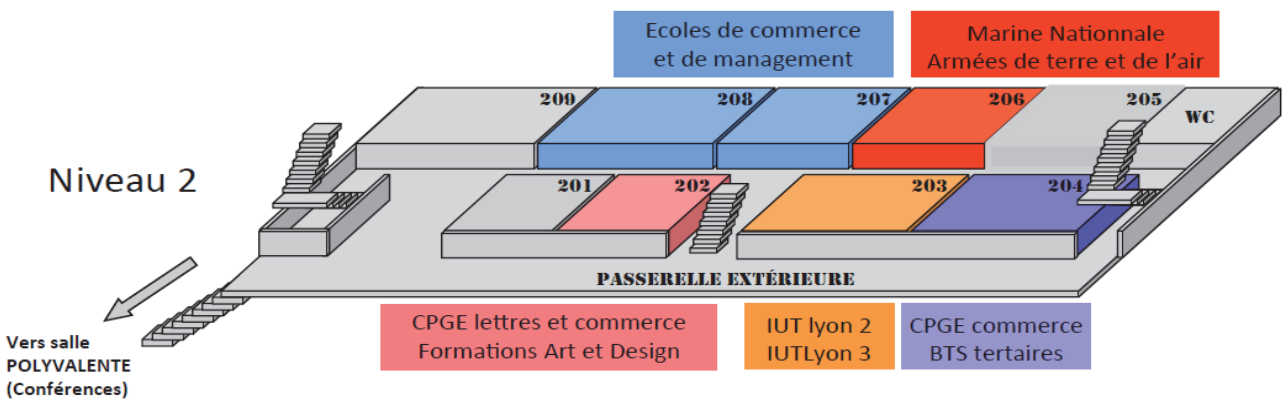 Ecoles de commerce
et de management
Marine Nationnale
Armées de terre et de l'air
209
208
207
206
205
WC
Niveau 2
201
202
203
204
PASSERELLE EXTÉRIEURE
CPGE lettres et commerce
Formations Art et Design
IUT lyon 2
IUTLyon 3
CPGE commerce
BTS tertaires
Vers salle
POLYVALENTE
(Conférences)